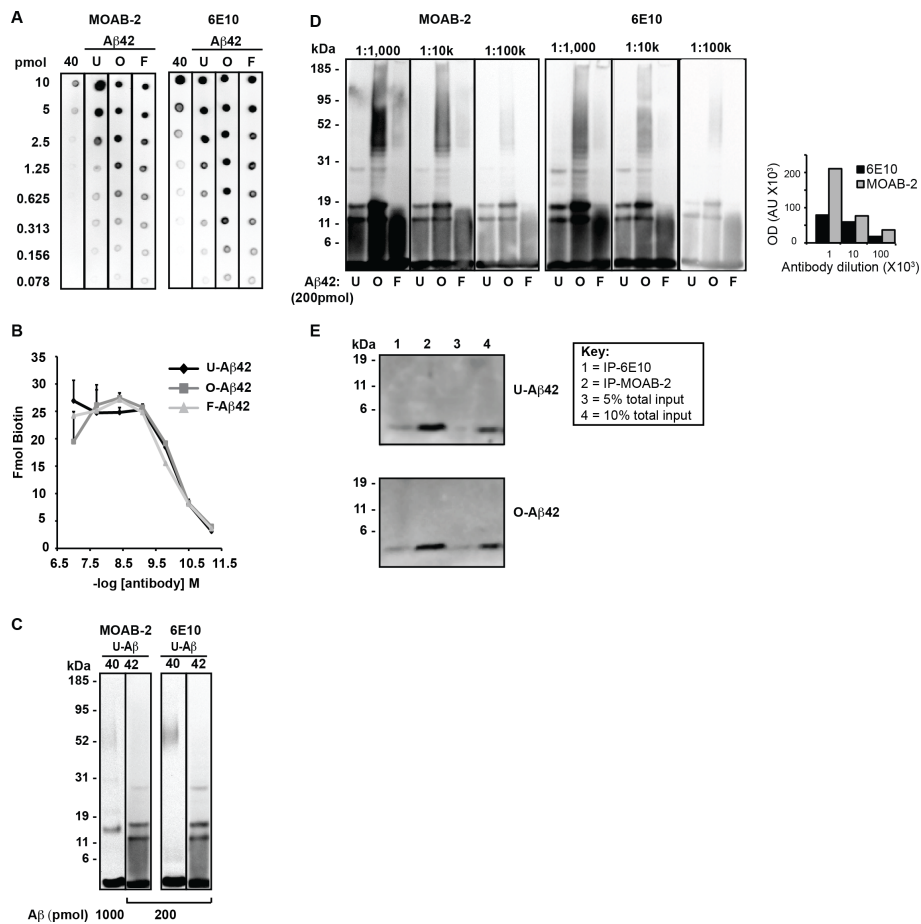 A
MOAB-2
6E10
Aβ42
Aβ42
pmol
40
U
O
F
40
U
O
F
10
5
2.5
1.25
0.625
0.313
0.156
0.078
B
35
30
25
20
15
10
5
0
Fmol Biotin
6.5 7.5 8.5 9.5 10.5 11.5
-log [antibody] M
U-Aβ42
O-Aβ42
F-Aβ42
C
MOAB-2 6E10
U-Aβ U-Aβ
kDa 40 42 40 42
185 -
95 -
52 -
31 -
19 -
11 -
6 -
Aβ (pmol) 1000 200
D
MOAB-2 6E10
kDa 1:1,000 1:10k 1:100k 1:1,000 1:10k 1:100k
185 -
95 -
52 -
31 -
19 -
11 -
6 -
Aβ42: U O F U O F U O F U O F U O F U O F
(200pmol)
6E10
MOAB-2
OD (AU X10³)
200
100
0
1 10 100
Antibody dilution (X10³)
E
kDa 1 2 3 4
19 -
11 -
6 -
U-Aβ42
19 -
11 -
6 -
O-Aβ42
Key:
1 = IP-6E10
2 = IP-MOAB-2
3 = 5% total input
4 = 10% total input